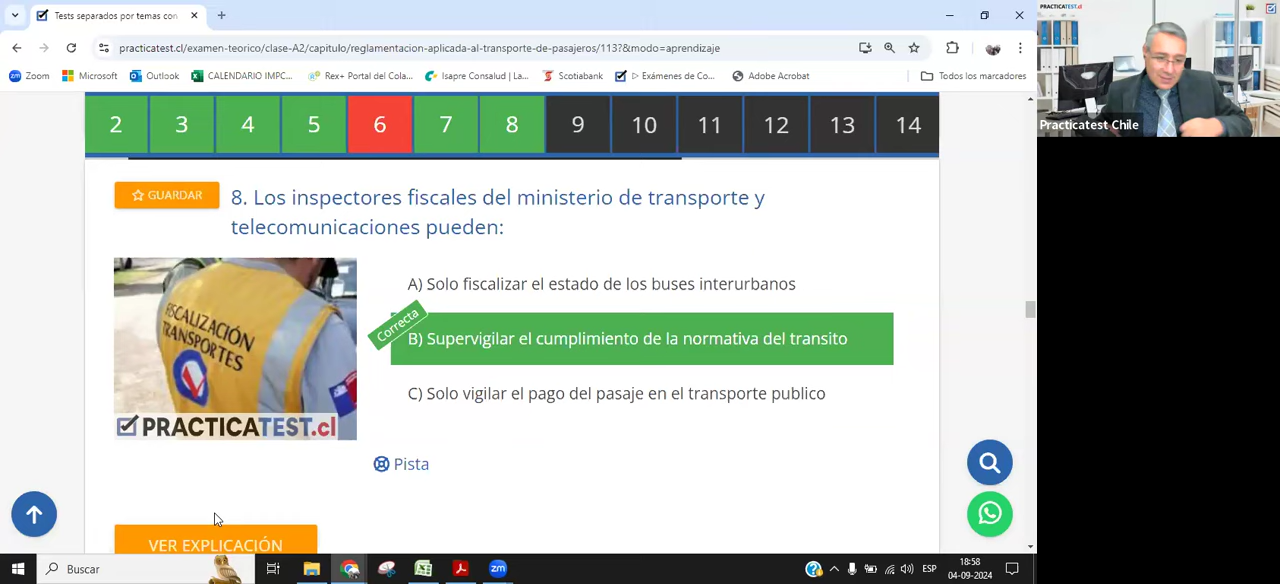 Tests separados por temas con
practicatest.cl/examen-teorico/clase-A2/capitulo/reglamentacion-aplicada-al-transporte-de-pasajeros/113?&modo=aprendizaje
Zoom
Microsoft
Outlook
CALENDARIO IMPC...
Rex+ Portal del Cola...
Isapre Consalud | La...
Scotiabank
▷ Exámenes de Co...
Adobe Acrobat
Todos los marcadores
PRACTICATEST.cl
Practicatest Chile
2 3 4 5 6 7 8 9 10 11 12 13 14
GUARDAR
8. Los inspectores fiscales del ministerio de transporte y
telecomunicaciones pueden:
FISCALIZACIÓN
TRANSPORTES
PRACTICATEST.cl
A) Solo fiscalizar el estado de los buses interurbanos
Correcta
B) Supervigilar el cumplimiento de la normativa del transito
C) Solo vigilar el pago del pasaje en el transporte publico
Pista
VER EXPLICACIÓN
Buscar
ESP
18:58
04-09-2024